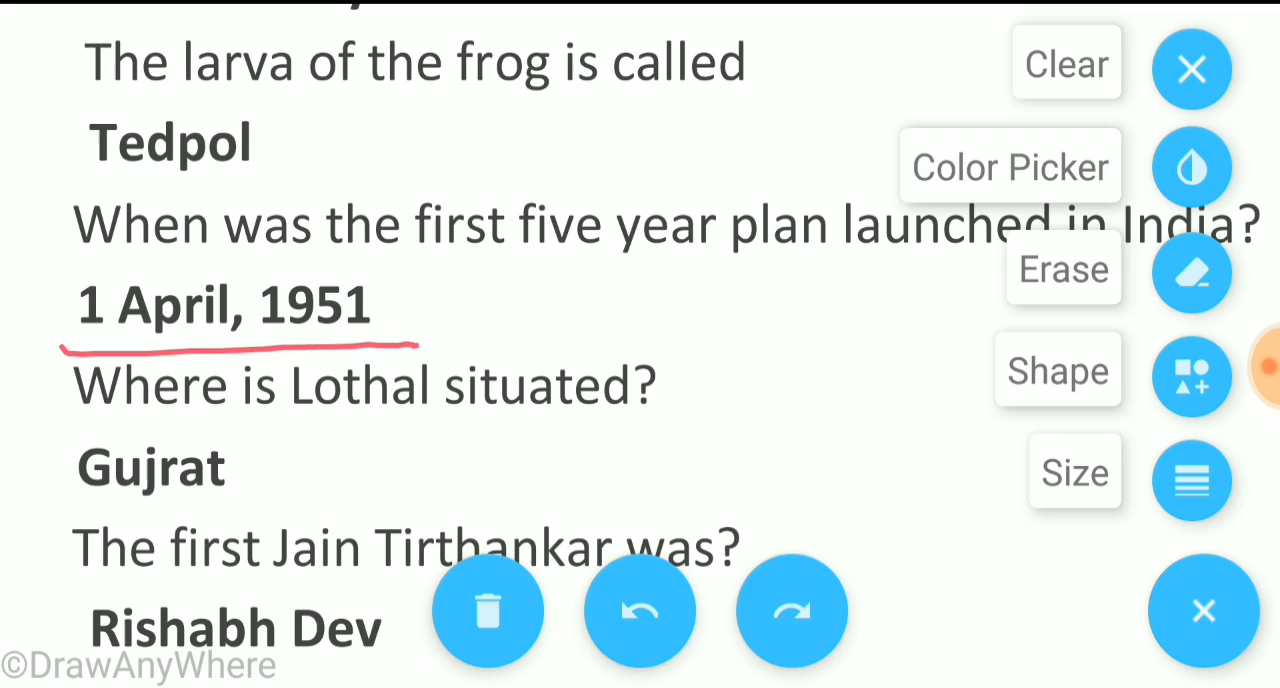 The larva of the frog is called
Clear
Tedpol
Color Picker
When was the first five year plan launched in India?
Erase
1 April, 1951
Shape
Where is Lothal situated?
Size
Gujrat
The first Jain Tirthankar was?
Rishabh Dev
©DrawAnyWhere